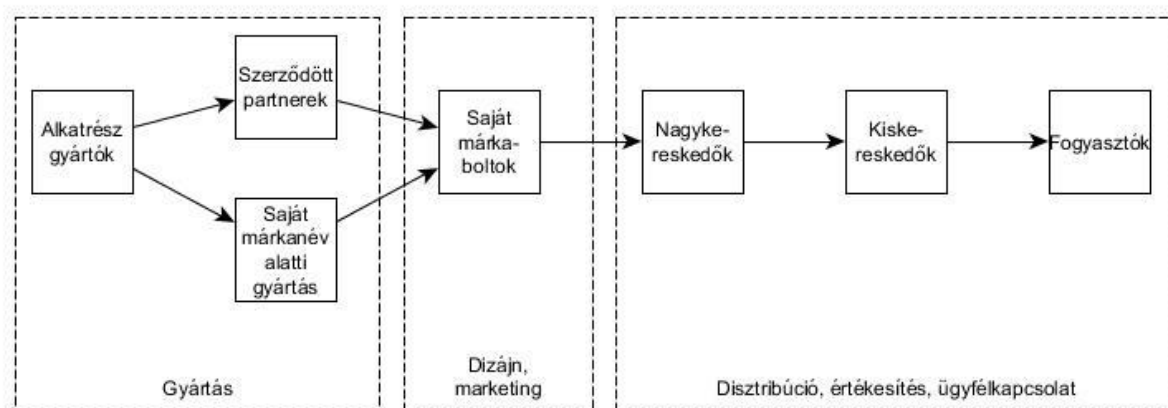 Alkatrész
gyártók
Szerződött
partnerek
Saját
márkanév
alatti
gyártás
Gyártás
Saját
márka-
boltok
Dizájn,
marketing
Nagyke-
reskedők
Kiske-
reskedők
Fogyasztók
Disztribúció, értékesítés, ügyfélkapcsolat